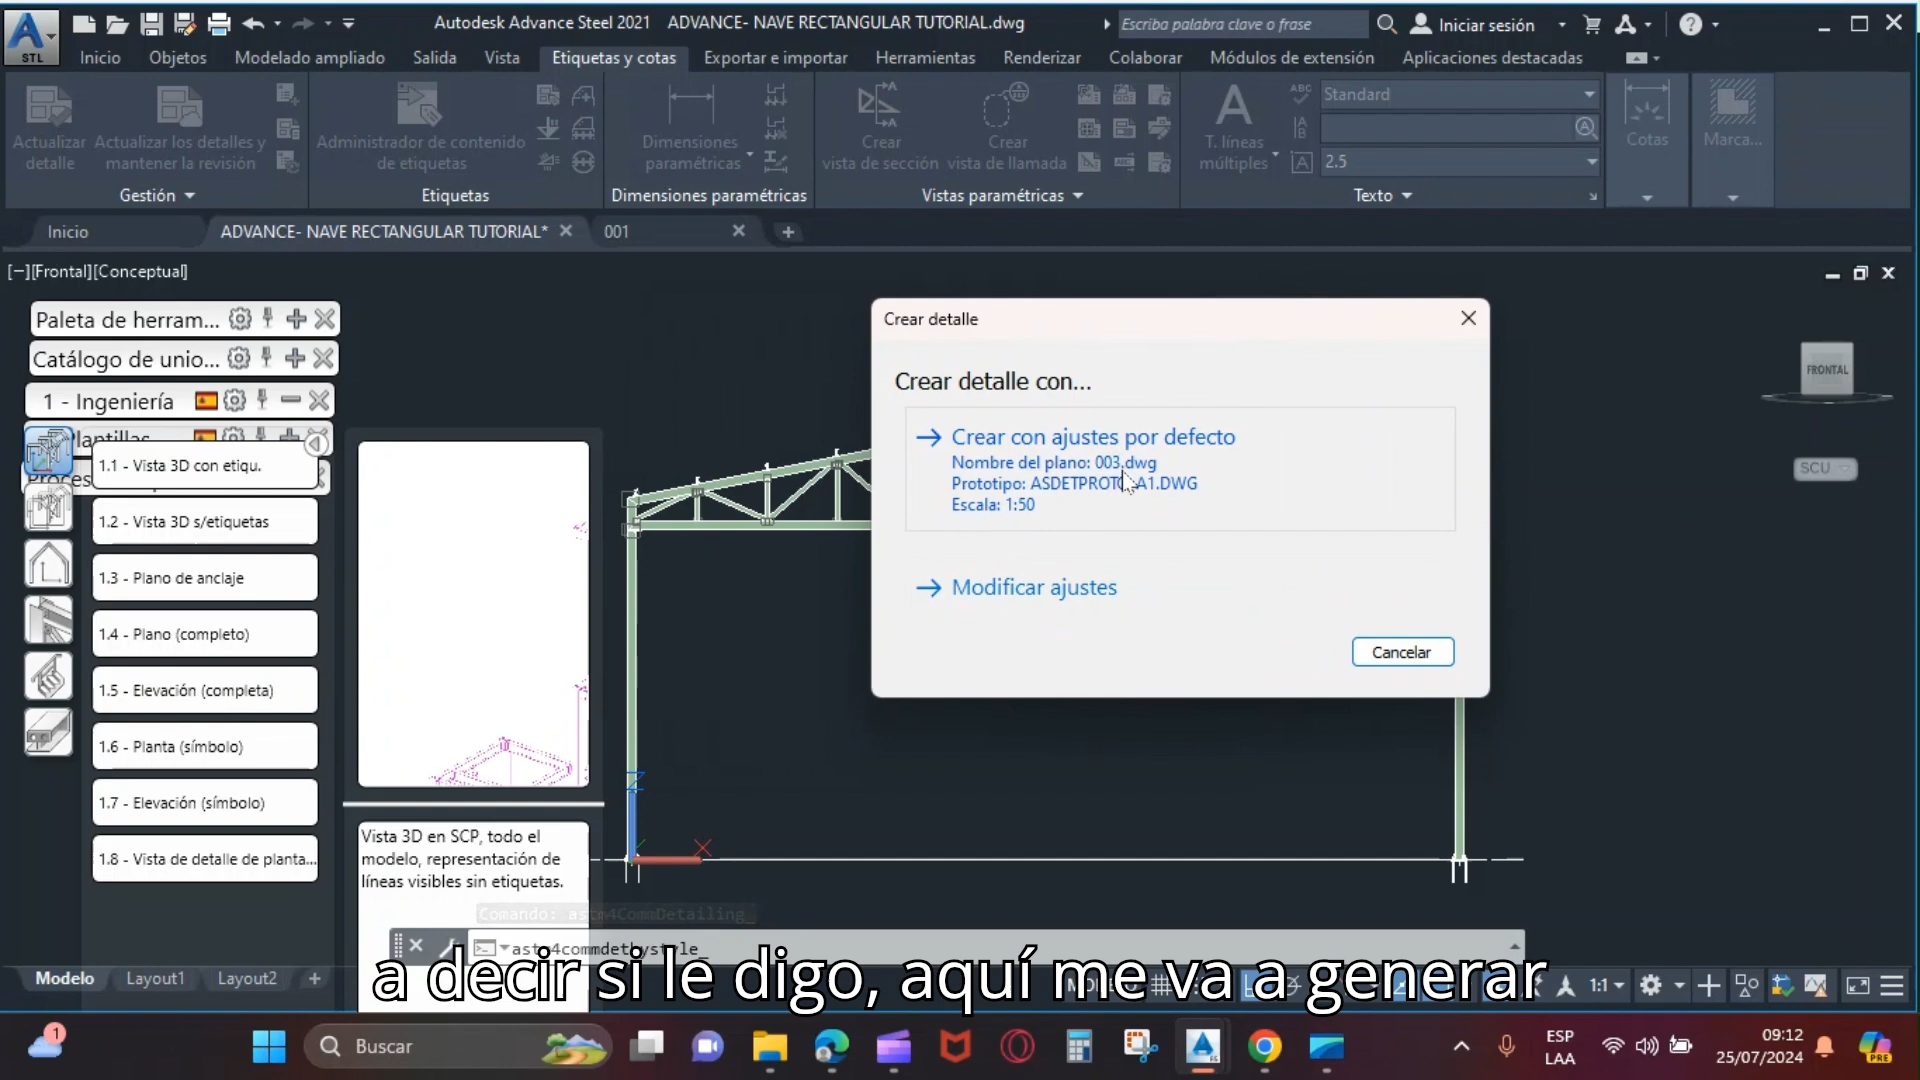 Autodesk Advance Steel 2021 ADVANCE- NAVE RECTANGULAR TUTORIAL.dwg
Escriba palabra clave o frase
Iniciar sesión
STL
Inicio Objetos Modelado ampliado Salida Vista Etiquetas y cotas Exportar e importar Herramientas Renderizar Colaborar Módulos de extensión Aplicaciones destacadas
Actualizar detalle
Actualizar los detalles y mantener la revisión
Administrador de contenido de etiquetas
Dimensiones paramétricas
Crear vista de sección
Crear vista de llamada
T. líneas múltiples
ABC
Standard
2.5
Cotas
Marca...
Gestión
Etiquetas
Dimensiones paramétricas
Vistas paramétricas
Texto
Inicio
ADVANCE- NAVE RECTANGULAR TUTORIAL*
001
[−][Frontal][Conceptual]
Paleta de herram...
Catálogo de unio...
1 - Ingeniería
1.1 - Vista 3D con etiqu.
1.2 - Vista 3D s/etiquetas
1.3 - Plano de anclaje
1.4 - Plano (completo)
1.5 - Elevación (completa)
1.6 - Planta (símbolo)
1.7 - Elevación (símbolo)
1.8 - Vista de detalle de planta...
Vista 3D en SCP, todo el
modelo, representación de
líneas visibles sin etiquetas.
Crear detalle
Crear detalle con...
Crear con ajustes por defecto
Nombre del plano: 003.dwg
Escala: 1:50
Modificar ajustes
Cancelar
FRONTAL
SCU
Z
X
Comando: astm4CommDetailing_
astm4commdetbystyle_
a decir si le digo, aquí me va a generar
Modelo Layout1 Layout2
1:1
1
Buscar
ESP
LAA
09:12
25/07/2024
PRE